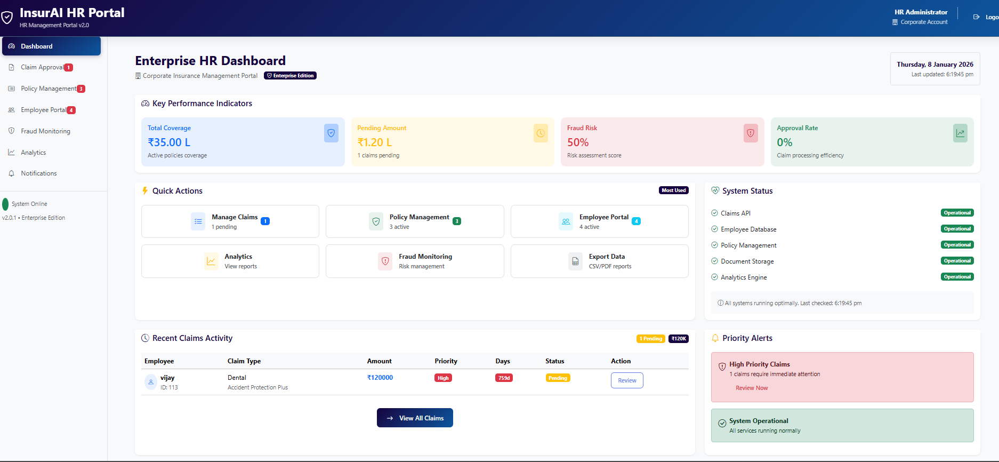 InsurAI HR Portal
HR Management Portal v2.0
HR Administrator
Corporate Account
Logo
Dashboard
Claim Approval 1
Policy Management 3
Employee Portal 4
Fraud Monitoring
Analytics
Notifications
System Online
v2.0.1 • Enterprise Edition
Enterprise HR Dashboard
Corporate Insurance Management Portal Enterprise Edition
Thursday, 8 January 2026
Last updated: 6:19:45 pm
Key Performance Indicators
Total Coverage
₹35.00 L
Active policies coverage
Pending Amount
₹1.20 L
1 claims pending
Fraud Risk
50%
Risk assessment score
Approval Rate
0%
Claim processing efficiency
Quick Actions Most Used
Manage Claims 1
1 pending
Policy Management 3
3 active
Employee Portal 4
4 active
Analytics
View reports
Fraud Monitoring
Risk management
Export Data
CSV/PDF reports
System Status
Claims API Operational
Employee Database Operational
Policy Management Operational
Document Storage Operational
Analytics Engine Operational
All systems running optimally. Last checked: 6:19:45 pm
Recent Claims Activity 1 Pending ₹120K
Employee Claim Type Amount Priority Days Status Action
vijay Dental ₹120000 High 759d Pending Review
ID: 113 Accident Protection Plus
View All Claims
Priority Alerts
High Priority Claims
1 claims require immediate attention
Review Now
System Operational
All services running normally